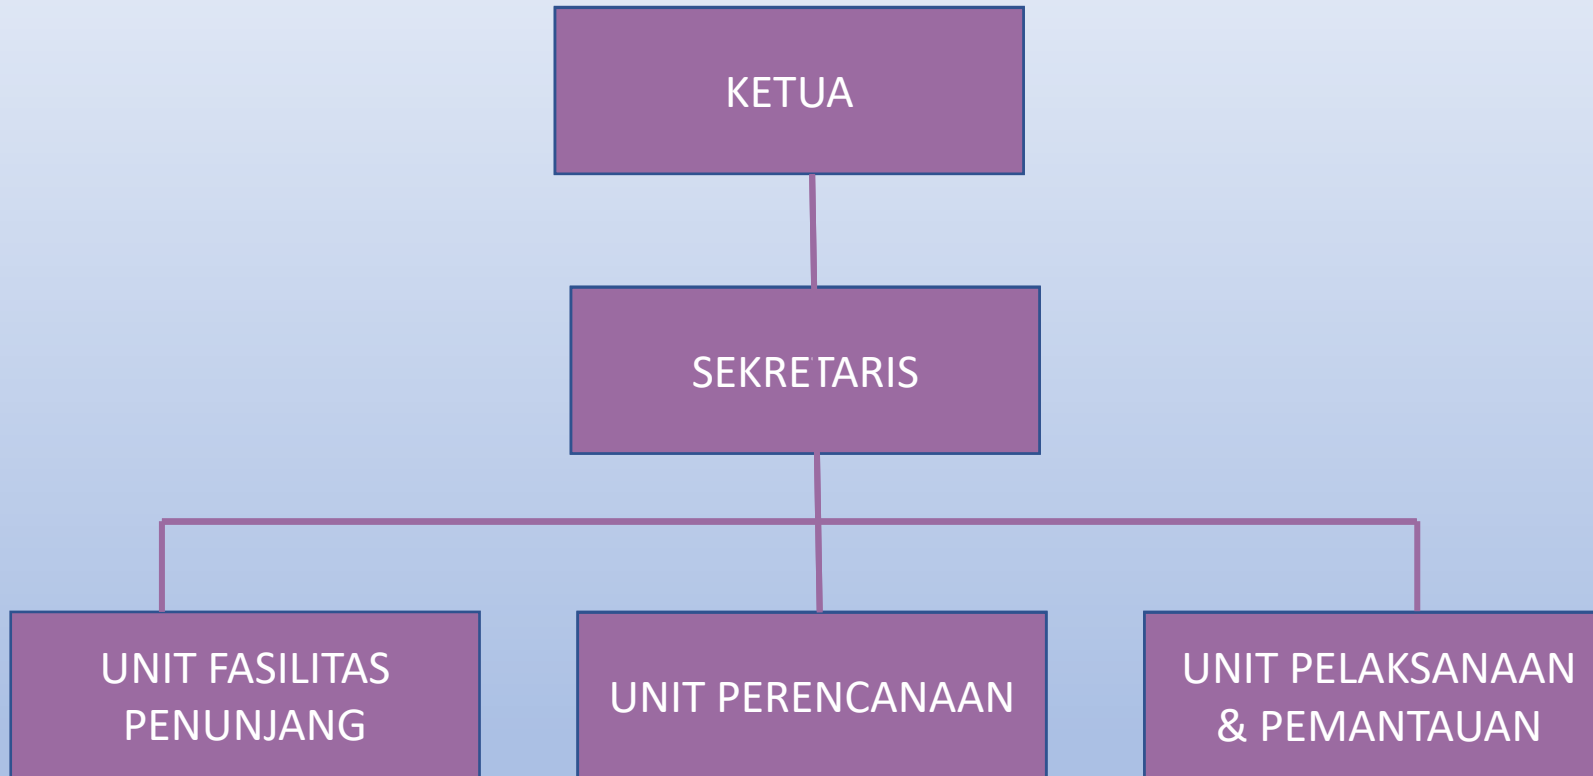 KETUA
SEKRETARIS
UNIT FASILITAS
PENUNJANG
UNIT PERENCANAAN
UNIT PELAKSANAAN
& PEMANTAUAN